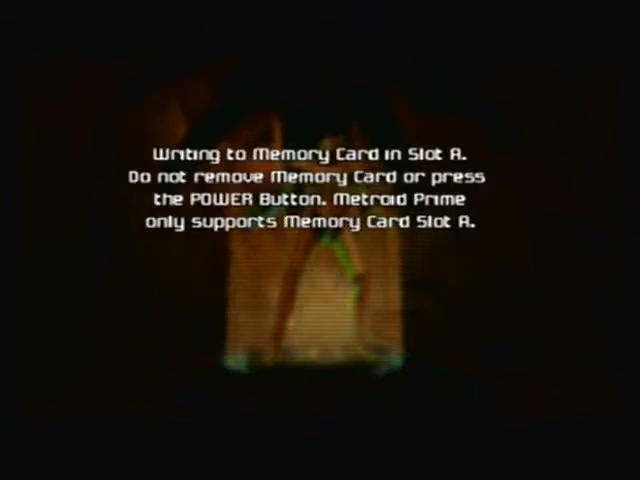 Writing to Memory Card in Slot A.
Do not remove Memory Card or press
the POWER Button. Metroid Prime
only supports Memory Card Slot A.